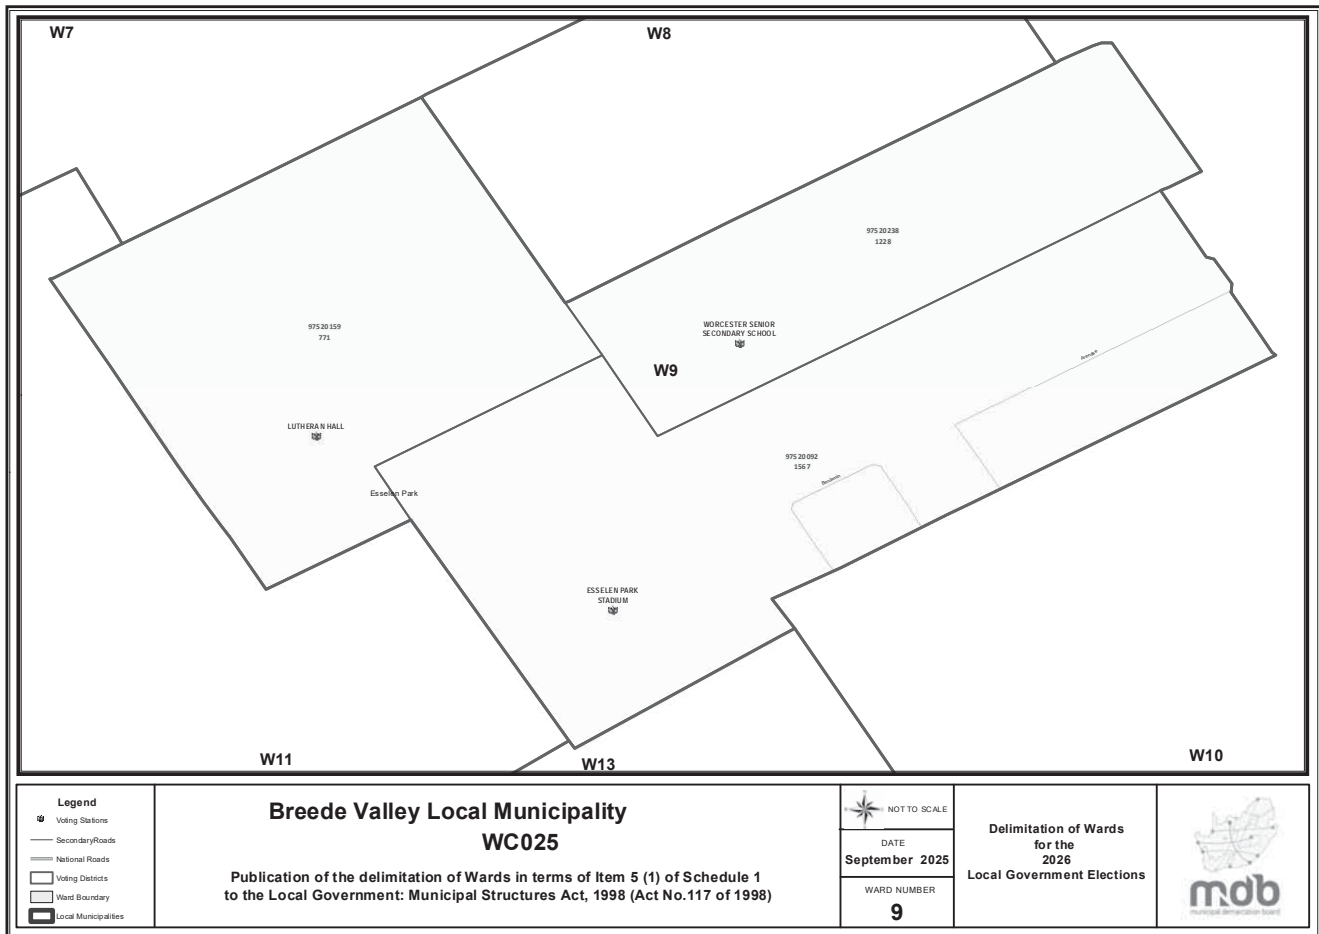 W7
W8
97520238
1228
97520159
771
WORCESTER SENIOR
SECONDARY SCHOOL
W9
LUTHERAN HALL
97520092
1567
Esselen Park
ESSELEN PARK
STADIUM
W11
W13
W10
Legend
Voting Stations
SecondaryRoads
National Roads
Voting Districts
Ward Boundary
Local Municipalities
Breede Valley Local Municipality
WC025
Publication of the delimitation of Wards in terms of Item 5 (1) of Schedule 1
to the Local Government: Municipal Structures Act, 1998 (Act No.117 of 1998)
NOT TO SCALE
DATE
September 2025
WARD NUMBER
9
Delimitation of Wards
for the
2026
Local Government Elections
mdb
municipal demarcation board